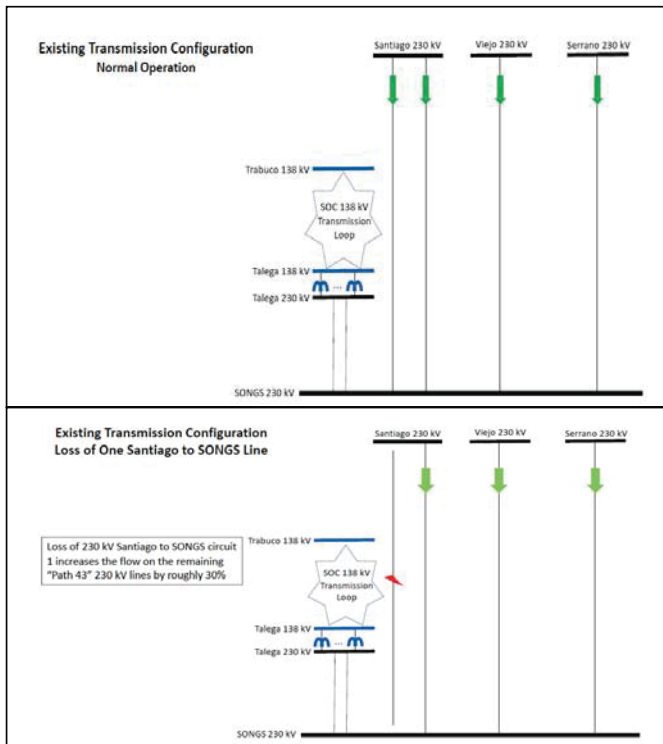 Existing Transmission Configuration
Normal Operation
Santiago 230 kV
Viejo 230 kV
Serrano 230 kV
Trabuco 138 kV
SOC 138 kV
Transmission
Loop
Talega 138 kV
...
Talega 230 kV
SONGS 230 kV
Existing Transmission Configuration
Loss of One Santiago to SONGS Line
Santiago 230 kV
Viejo 230 kV
Serrano 230 kV
Loss of 230 kV Santiago to SONGS circuit
1 increases the flow on the remaining
"Path 43" 230 kV lines by roughly 30%
Trabuco 138 kV
SOC 138 kV
Transmission
Loop
Talega 138 kV
...
Talega 230 kV
SONGS 230 kV